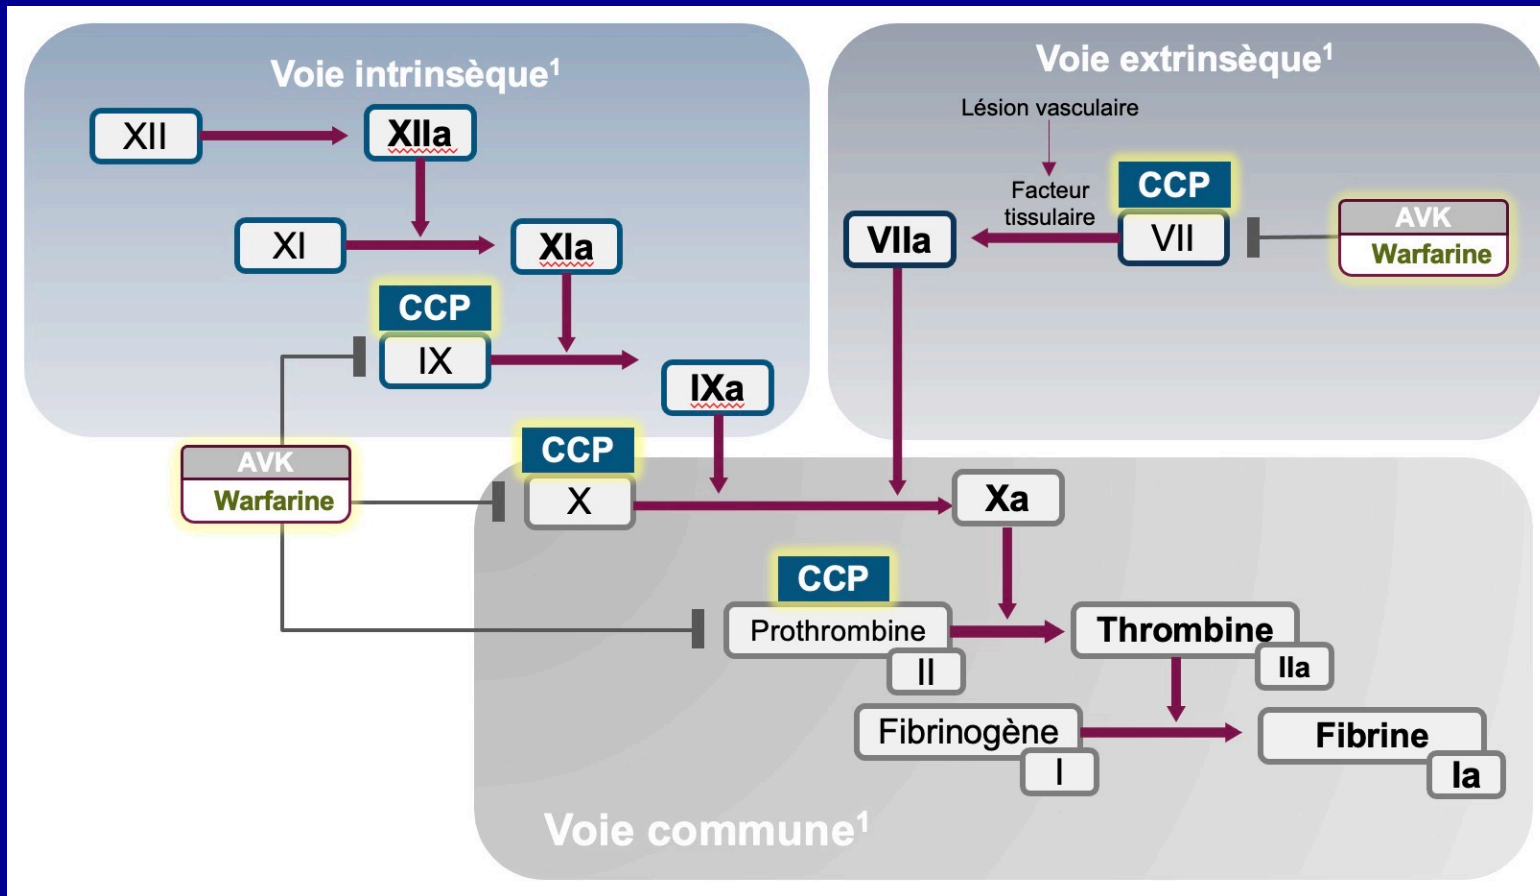 Voie intrinsèque¹
XII
XIIa
XI
XIa
CCP
IX
IXa
AVK
Warfarine
Voie extrinsèque¹
Lésion vasculaire
Facteur
tissulaire
CCP
VII
VIIa
AVK
Warfarine
CCP
X
Xa
CCP
Prothrombine
II
Thrombine
IIa
Fibrinogène
I
Fibrine
Ia
Voie commune¹